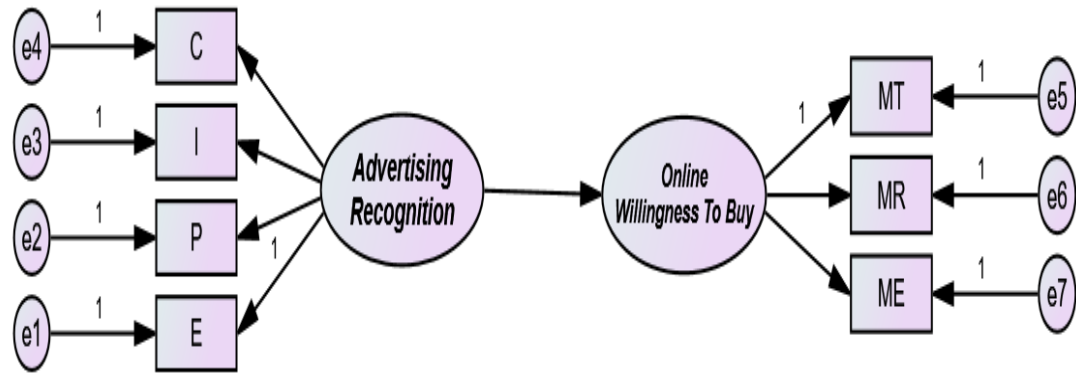 e4
1
C
e3
1
I
e2
1
P
e1
1
E
1
Advertising
Recognition
Online
Willingness To Buy
1
MT
1
e5
MR
1
e6
ME
1
e7